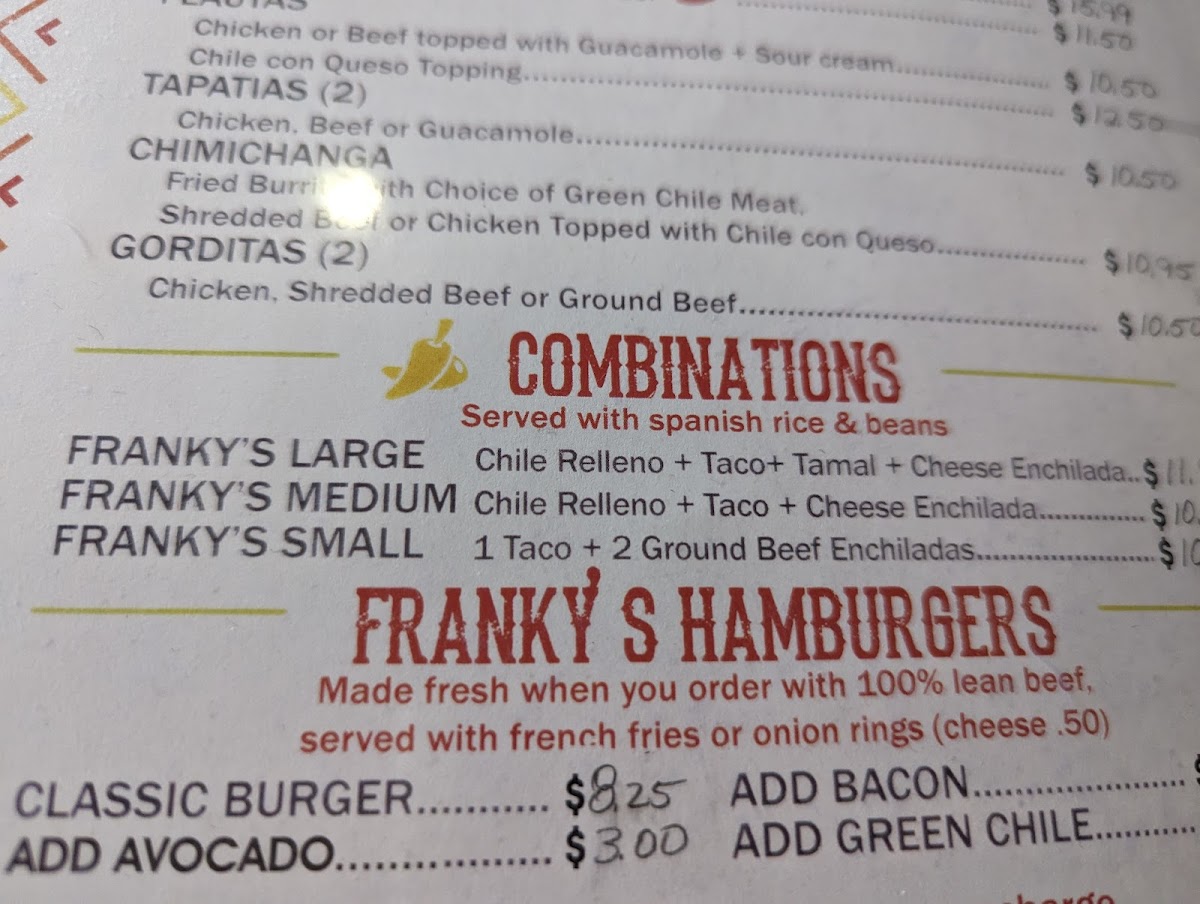 $ 15.99
$ 11.50
Chicken or Beef topped with Guacamole + Sour cream........ $ 10.50
Chile con Queso Topping........ $ 12.50
TAPATIAS (2)
Chicken, Beef or Guacamole........ $ 10.50
CHIMICHANGA
Fried with Choice of Green Chile Meat,
Shredded Beef or Chicken Topped with Chile con Queso........ $ 10.95
GORDITAS (2)
Chicken, Shredded Beef or Ground Beef........ $ 10.50
COMBINATIONS
Served with spanish rice & beans
FRANKY'S LARGE Chile Relleno + Taco+ Tamal + Cheese Enchilada.. $ 11.
FRANKY'S MEDIUM Chile Relleno + Taco + Cheese Enchilada........ $ 10.
FRANKY'S SMALL 1 Taco + 2 Ground Beef Enchiladas........ $ 10
FRANKY'S HAMBURGERS
Made fresh when you order with 100% lean beef,
served with french fries or onion rings (cheese .50)
CLASSIC BURGER........ $ 8.25 ADD BACON........ $
ADD AVOCADO........ $ 3.00 ADD GREEN CHILE........